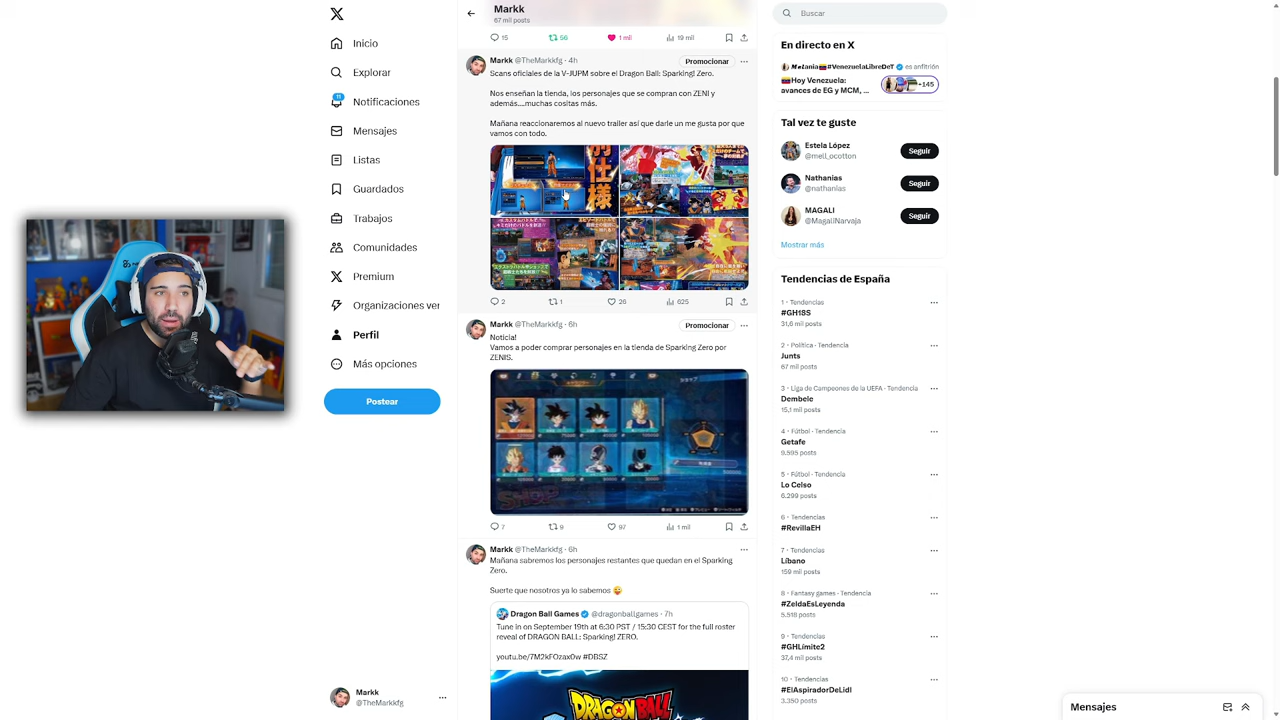 Inicio
Explorar
11
Notificaciones
Mensajes
Listas
Guardados
Trabajos
Comunidades
Premium
Organizaciones ver
Perfil
Más opciones
Postear
Markk
@TheMarkkfg
Markk
67 mil posts
15
56
1 mil
19 mil
Markk @TheMarkkfg · 4h
Promocionar
Scans oficiales de la V-JUPM sobre el Dragon Ball: Sparking! Zero.
Nos enseñan la tienda, los personajes que se compran con ZENI y
además....muchas cositas más.
Mañana reaccionaremos al nuevo trailer así que darle un me gusta por que
vamos con todo.
2
1
26
625
Markk @TheMarkkfg · 6h
Promocionar
Noticia!
Vamos a poder comprar personajes en la tienda de Sparking Zero por
ZENIS.
7
9
97
1 mil
Markk @TheMarkkfg · 6h
Mañana sabremos los personajes restantes que quedan en el Sparking
Zero.
Suerte que nosotros ya lo sabemos 😜
Dragon Ball Games @dragonballgames · 7h
Tune in on September 19th at 6:30 PST / 15:30 CEST for the full roster
reveal of DRAGON BALL: Sparking! ZERO.
youtu.be/7M2kFOzax0w #DBSZ
DRAGON BALL
Buscar
En directo en X
Melania🇻🇪#VenezuelaLibreDeT es anfitrión
🇻🇪Hoy Venezuela:
avances de EG y MCM, ...
+145
Tal vez te guste
Estela López
@mell_ocotton
Seguir
Nathanias
@nathanias
Seguir
MAGALI
@MagaliNarvaja
Seguir
Mostrar más
Tendencias de España
1 · Tendencias
#GH18S
31,6 mil posts
2 · Política · Tendencia
Junts
67 mil posts
3 · Liga de Campeones de la UEFA · Tendencia
Dembele
15,1 mil posts
4 · Fútbol · Tendencia
Getafe
9.595 posts
5 · Fútbol · Tendencia
Lo Celso
6.299 posts
6 · Tendencias
#RevillaEH
7 · Tendencias
Líbano
159 mil posts
8 · Fantasy games · Tendencia
#ZeldaEsLeyenda
5.518 posts
9 · Tendencias
#GHLímite2
37,4 mil posts
10 · Tendencias
#ElAspiradorDeLidl
3.350 posts
Mensajes